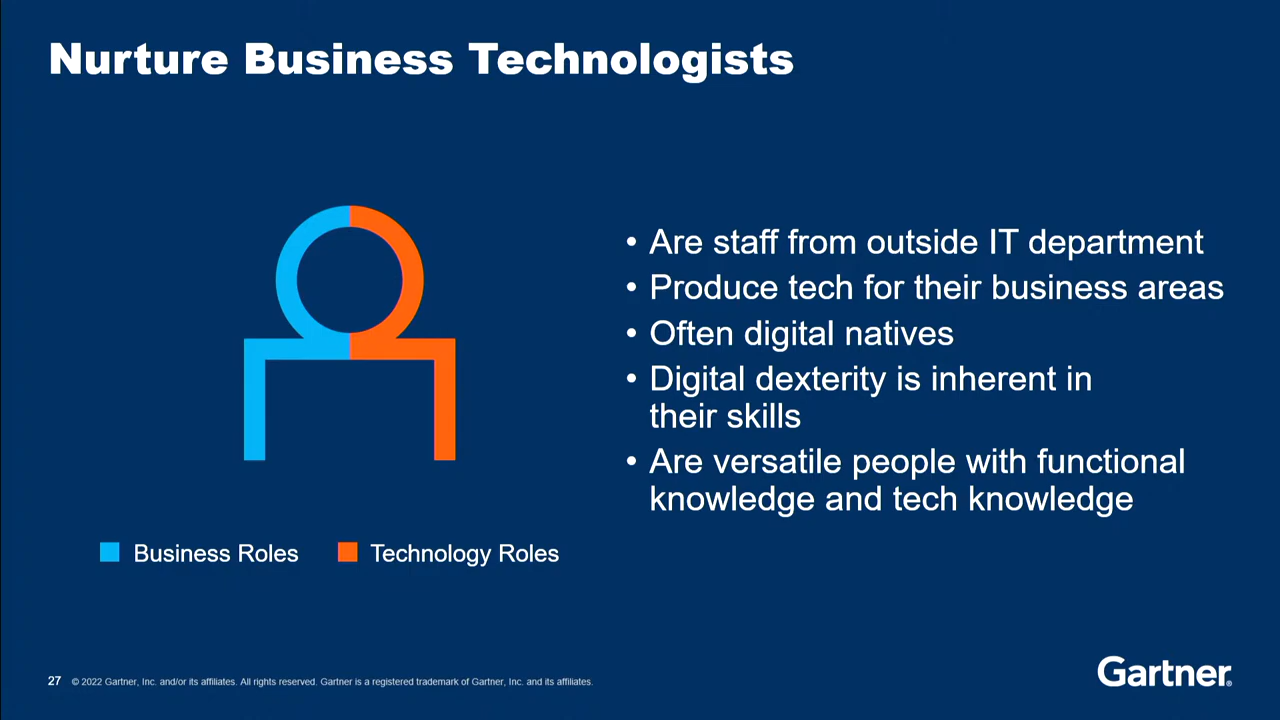 Nurture Business Technologists
• Are staff from outside IT department
• Produce tech for their business areas
• Often digital natives
• Digital dexterity is inherent in
their skills
• Are versatile people with functional
knowledge and tech knowledge
Business Roles
Technology Roles
27 © 2022 Gartner, Inc. and/or its affiliates. All rights reserved. Gartner is a registered trademark of Gartner, Inc. and its affiliates.
Gartner®